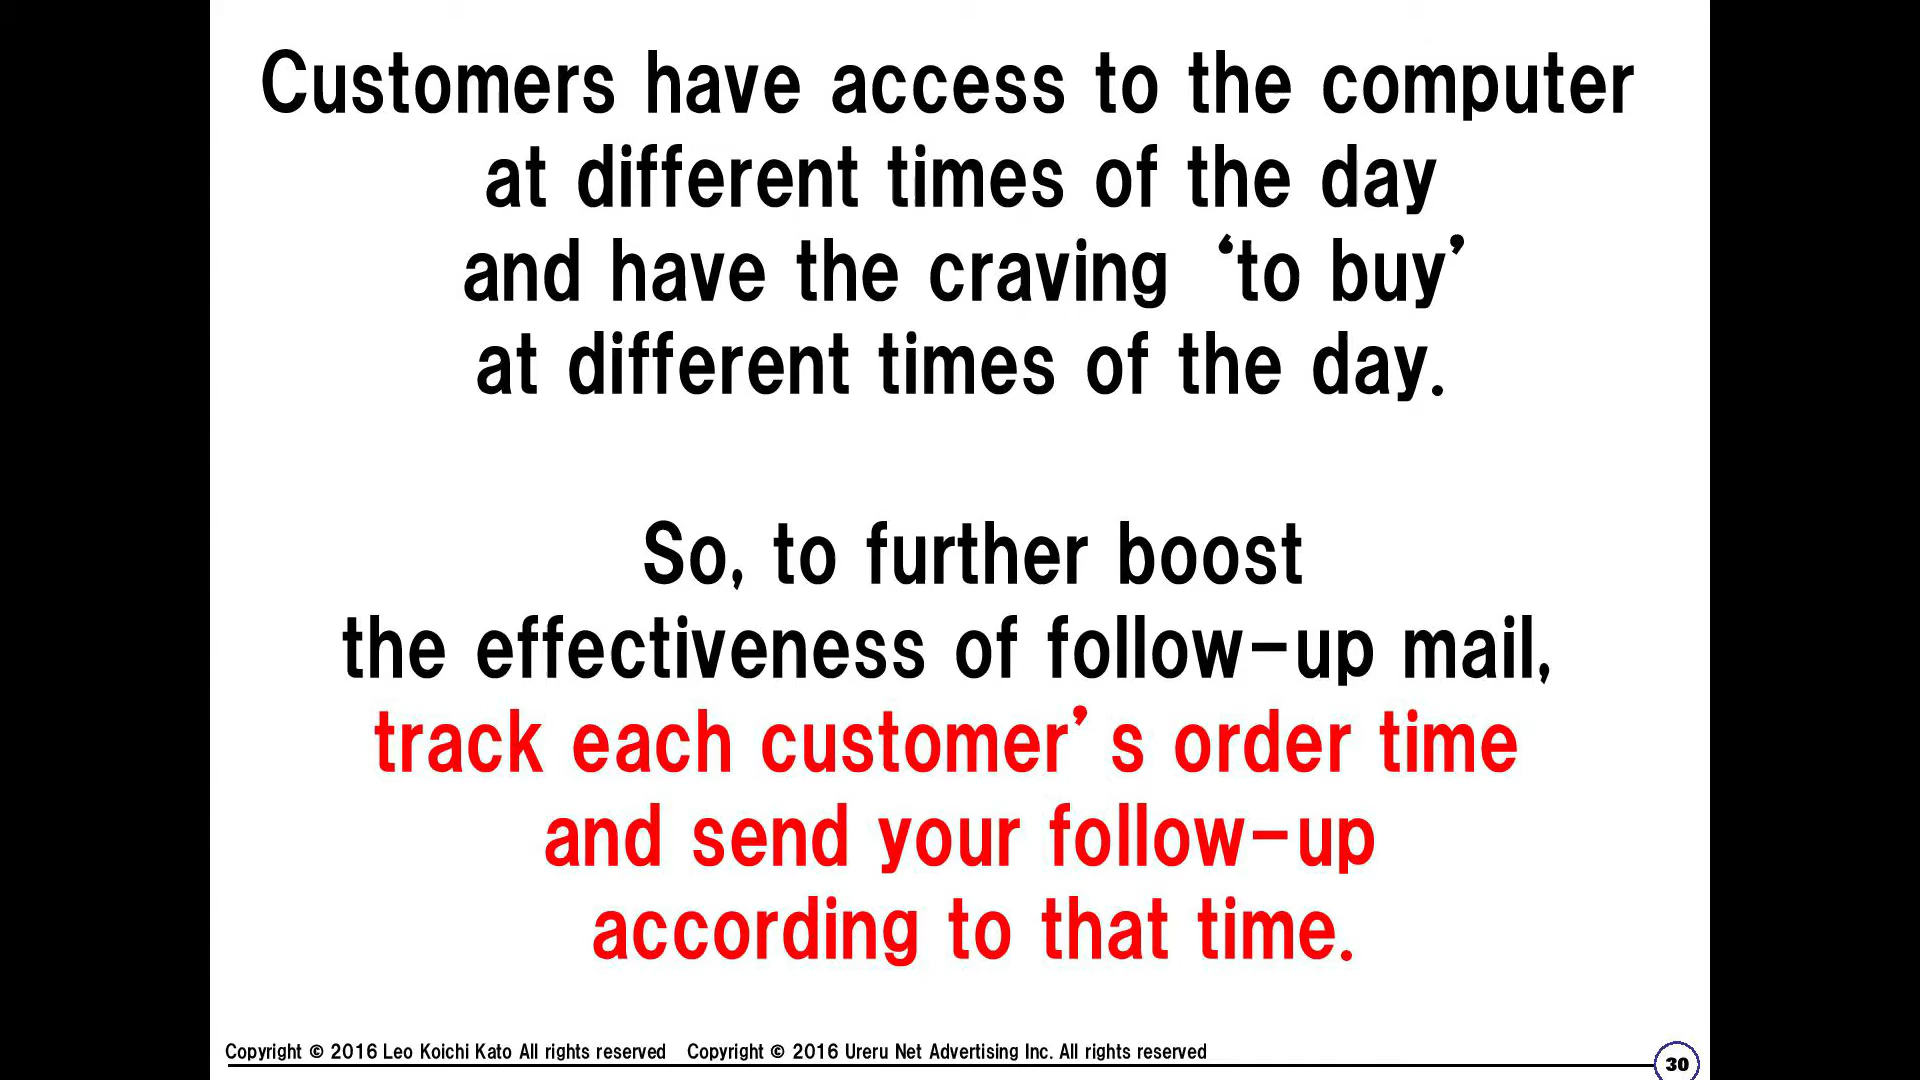 Customers have access to the computer
at different times of the day
and have the craving ‘to buy’
at different times of the day.
So, to further boost
the effectiveness of follow-up mail,
track each customer’s order time
and send your follow-up
according to that time.
Copyright © 2016 Leo Koichi Kato All rights reserved Copyright © 2016 Ureru Net Advertising Inc. All rights reserved
30